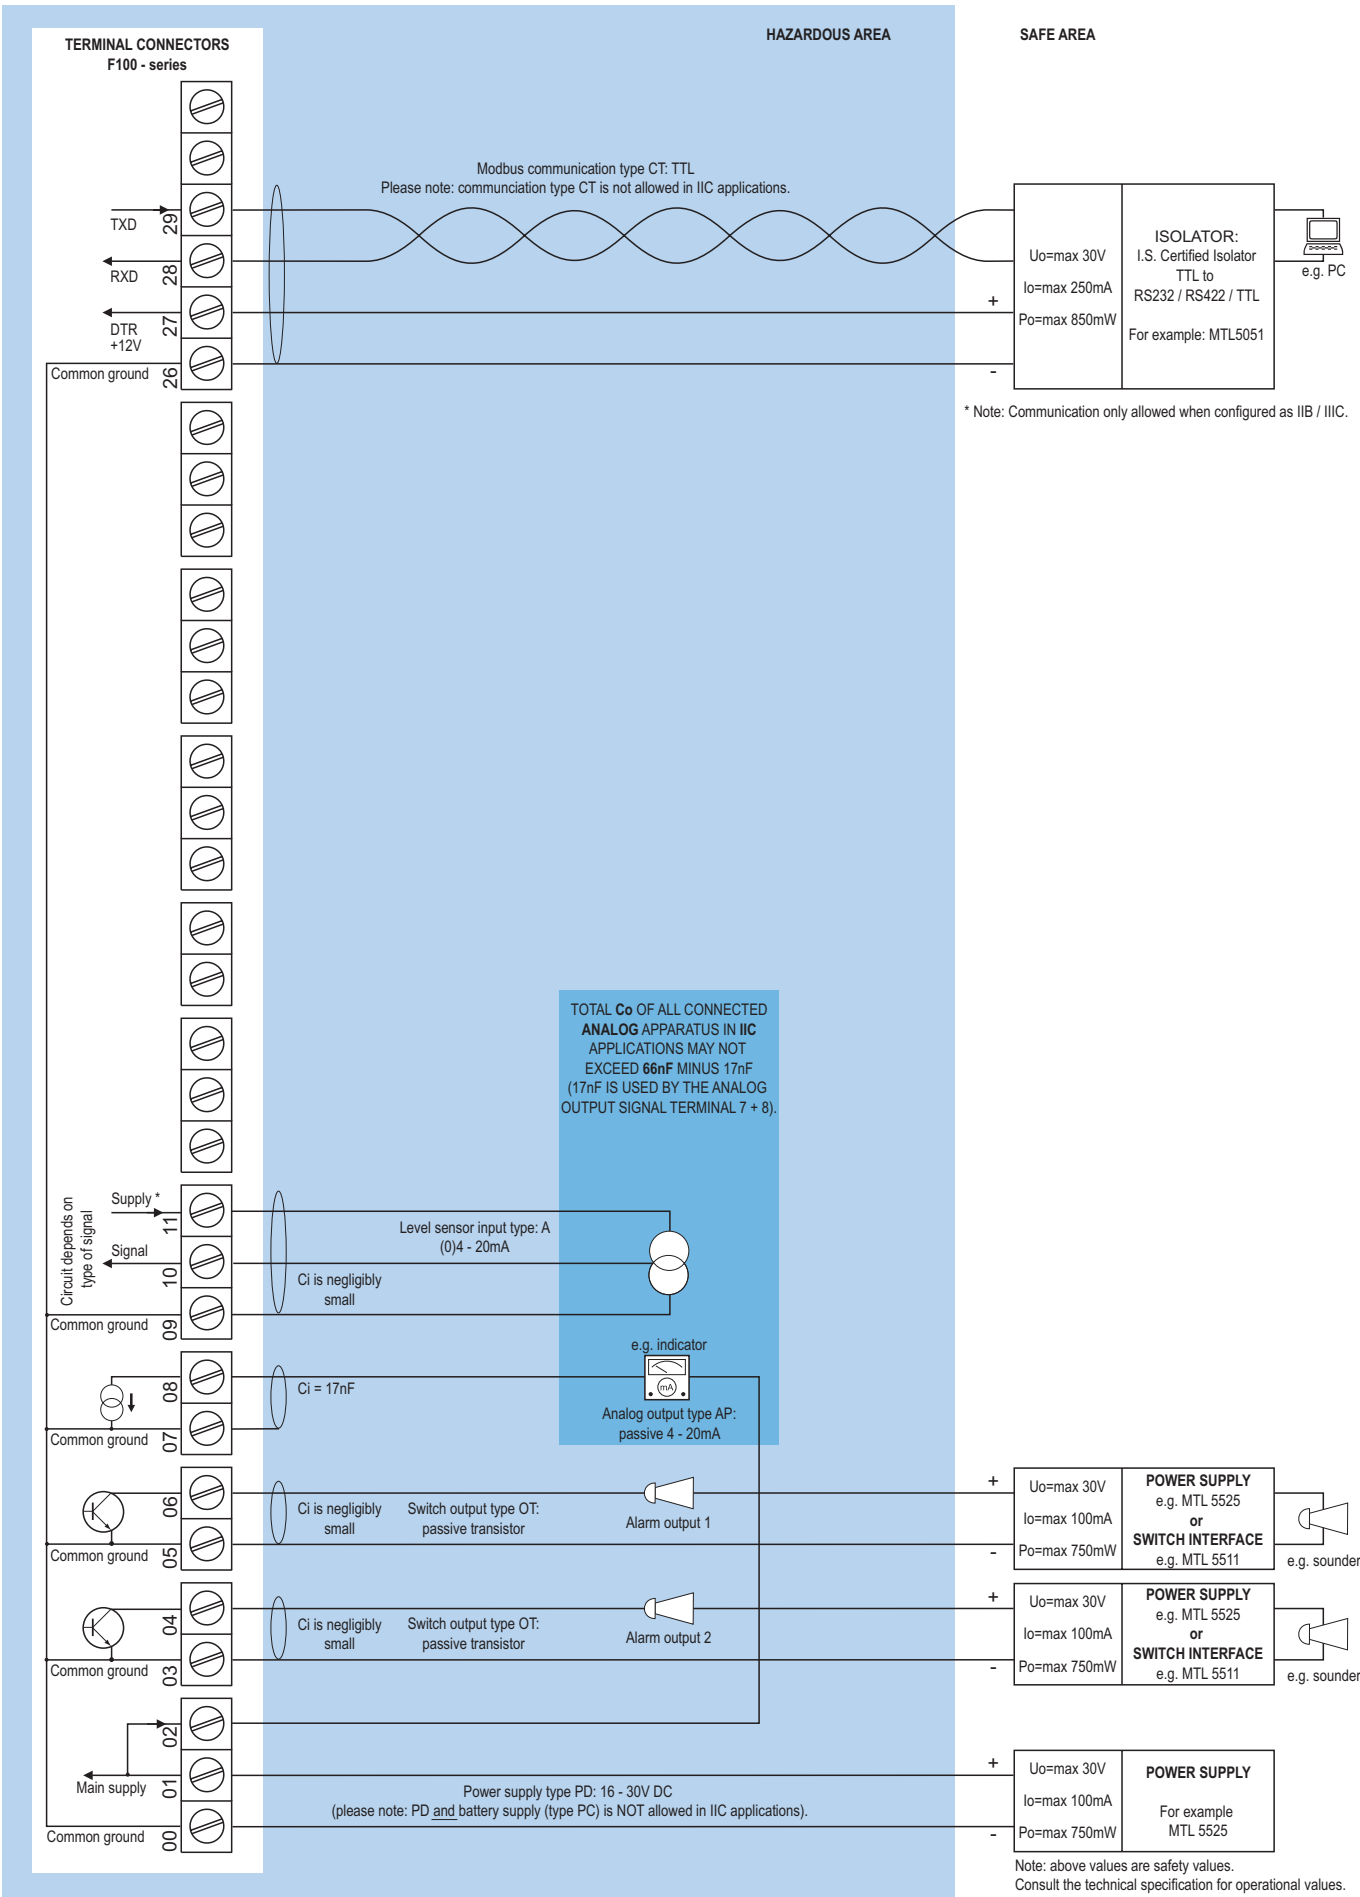 HAZARDOUS AREA
SAFE AREA
TERMINAL CONNECTORS
F100 - series
Modbus communication type CT: TTL
Please note: communciation type CT is not allowed in IIC applications.
TXD
29
RXD
28
DTR
+12V
27
Common ground
26
+
-
Uo=max 30V
Io=max 250mA
Po=max 850mW
ISOLATOR:
I.S. Certified Isolator
TTL to
RS232 / RS422 / TTL
For example: MTL5051
e.g. PC
* Note: Communication only allowed when configured as IIB / IIIC.
TOTAL Co OF ALL CONNECTED
ANALOG APPARATUS IN IIC
APPLICATIONS MAY NOT
EXCEED 66nF MINUS 17nF
(17nF IS USED BY THE ANALOG
OUTPUT SIGNAL TERMINAL 7 + 8).
Circuit depends on
type of signal
Supply *
11
Signal
10
Common ground
09
Level sensor input type: A
(0)4 - 20mA
Ci is negligibly
small
e.g. indicator
mA
08
Ci = 17nF
Analog output type AP:
passive 4 - 20mA
Common ground
07
06
Ci is negligibly
small
Switch output type OT:
passive transistor
Alarm output 1
Common ground
05
+
-
Uo=max 30V
Io=max 100mA
Po=max 750mW
POWER SUPPLY
e.g. MTL 5525
or
SWITCH INTERFACE
e.g. MTL 5511
e.g. sounder
04
Ci is negligibly
small
Switch output type OT:
passive transistor
Alarm output 2
Common ground
03
+
-
Uo=max 30V
Io=max 100mA
Po=max 750mW
POWER SUPPLY
e.g. MTL 5525
or
SWITCH INTERFACE
e.g. MTL 5511
e.g. sounder
02
Main supply
01
Power supply type PD: 16 - 30V DC
(please note: PD and battery supply (type PC) is NOT allowed in IIC applications).
Common ground
00
+
-
Uo=max 30V
Io=max 100mA
Po=max 750mW
POWER SUPPLY
For example
MTL 5525
Note: above values are safety values.
Consult the technical specification for operational values.